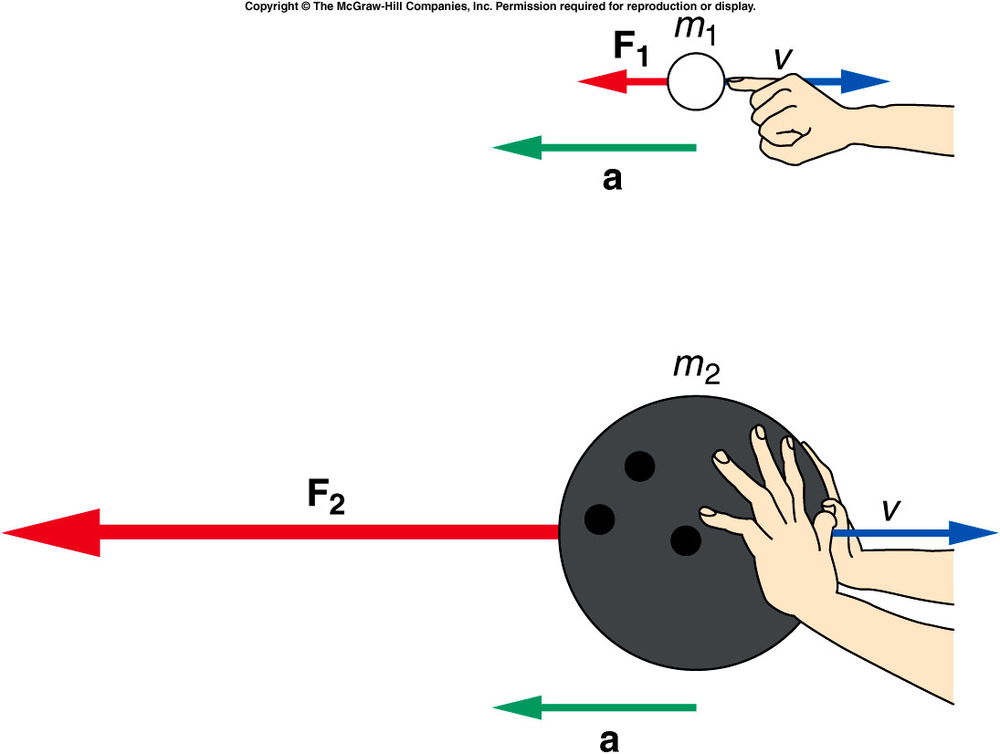 Copyright © The McGraw-Hill Companies, Inc. Permission required for reproduction or display.
m₁
F₁
v
a
m₂
F₂
v
a